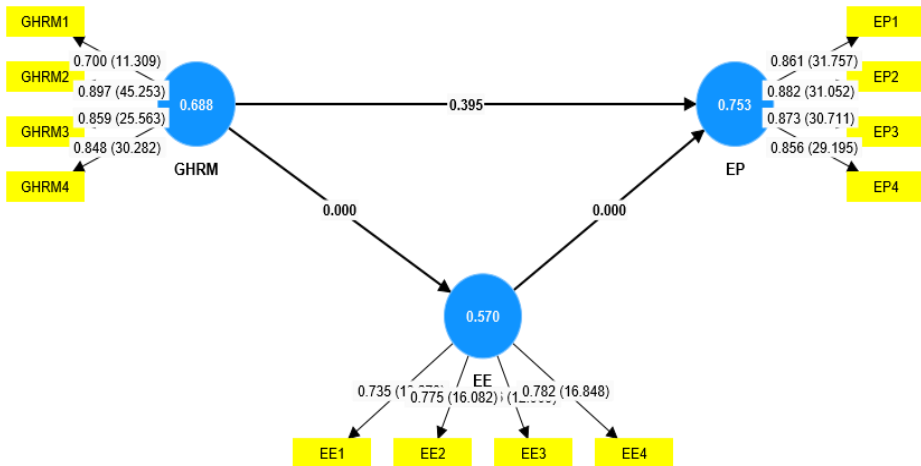 GHRM1
0.700 (11.309)
GHRM2
0.897 (45.253)
GHRM3
0.859 (25.563)
0.848 (30.282)
GHRM4
0.688
GHRM
0.395
0.753
EP
EP1
0.861 (31.757)
EP2
0.882 (31.052)
EP3
0.873 (30.711)
0.856 (29.195)
EP4
0.000
0.000
0.570
EE
0.735
0.775 (16.082)
0.782 (16.848)
EE1
EE2
EE3
EE4